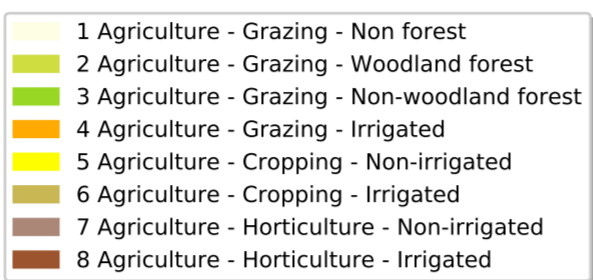 1 Agriculture - Grazing - Non forest
2 Agriculture - Grazing - Woodland forest
3 Agriculture - Grazing - Non-woodland forest
4 Agriculture - Grazing - Irrigated
5 Agriculture - Cropping - Non-irrigated
6 Agriculture - Cropping - Irrigated
7 Agriculture - Horticulture - Non-irrigated
8 Agriculture - Horticulture - Irrigated